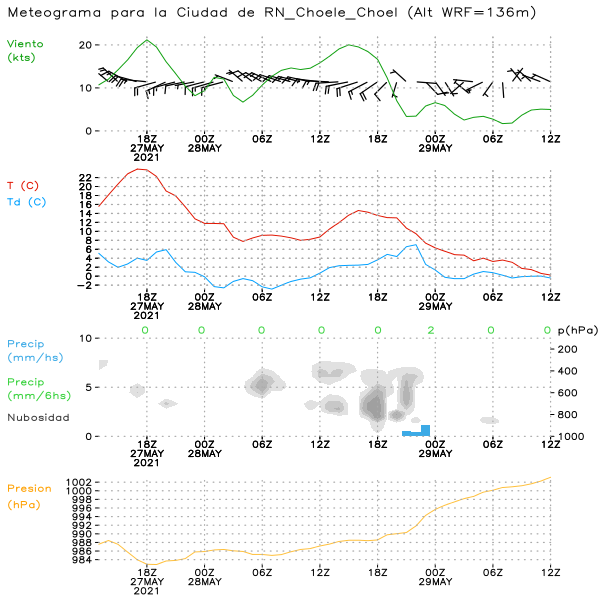 Meteograma para la Ciudad de RN_Choele_Choel (Alt WRF=136m)
Viento
(kts)
20
10
0
18Z 00Z 06Z 12Z 18Z 00Z 06Z 12Z
27MAY 28MAY 29MAY
2021
T (C)
Td (C)
22
20
18
16
14
12
10
8
6
4
2
0
-2
18Z 00Z 06Z 12Z 18Z 00Z 06Z 12Z
27MAY 28MAY 29MAY
2021
0 0 0 0 0 2 0 0 p(hPa)
Precip
(mm/hs)
Precip
(mm/6hs)
Nubosidad
10
5
0
200
400
600
800
1000
18Z 00Z 06Z 12Z 18Z 00Z 06Z 12Z
27MAY 28MAY 29MAY
2021
Presion
(hPa)
1002
1000
998
996
994
992
990
988
986
984
18Z 00Z 06Z 12Z 18Z 00Z 06Z 12Z
27MAY 28MAY 29MAY
2021